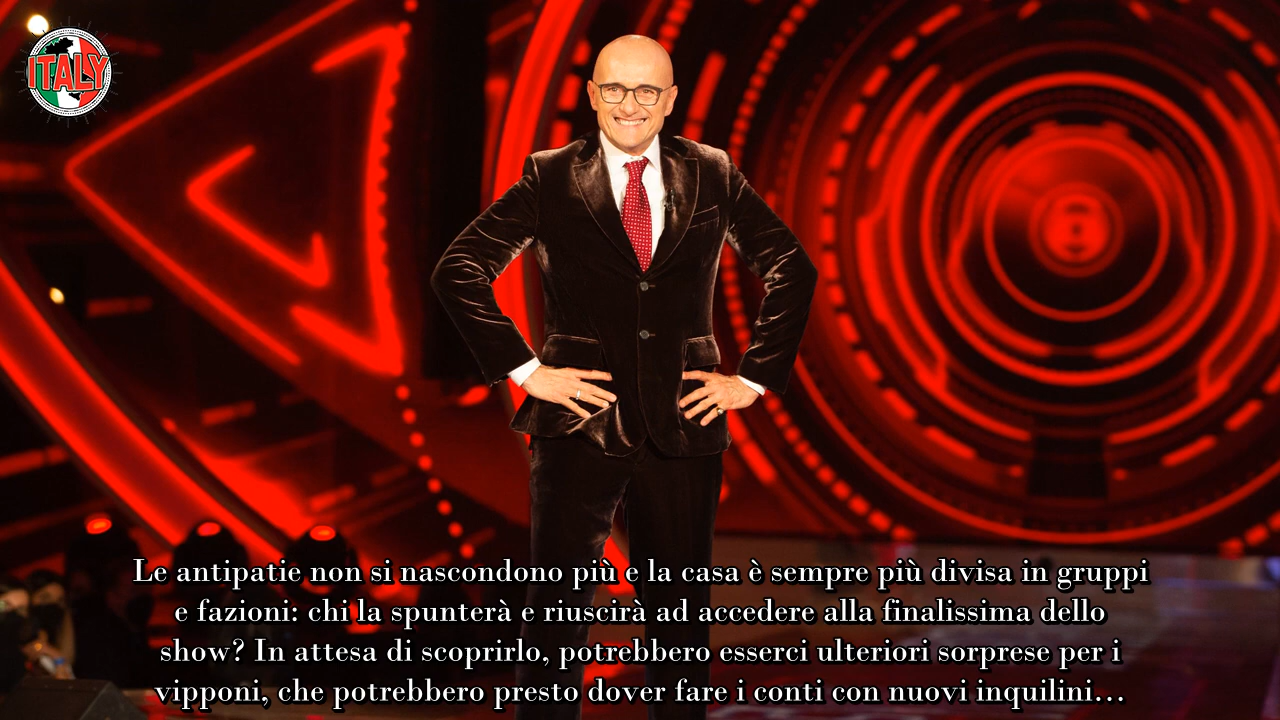 ITALY
Le antipatie non si nascondono più e la casa è sempre più divisa in gruppi
e fazioni: chi la spunterà e riuscirà ad accedere alla finalissima dello
show? In attesa di scoprirlo, potrebbero esserci ulteriori sorprese per i
vipponi, che potrebbero presto dover fare i conti con nuovi inquilini...